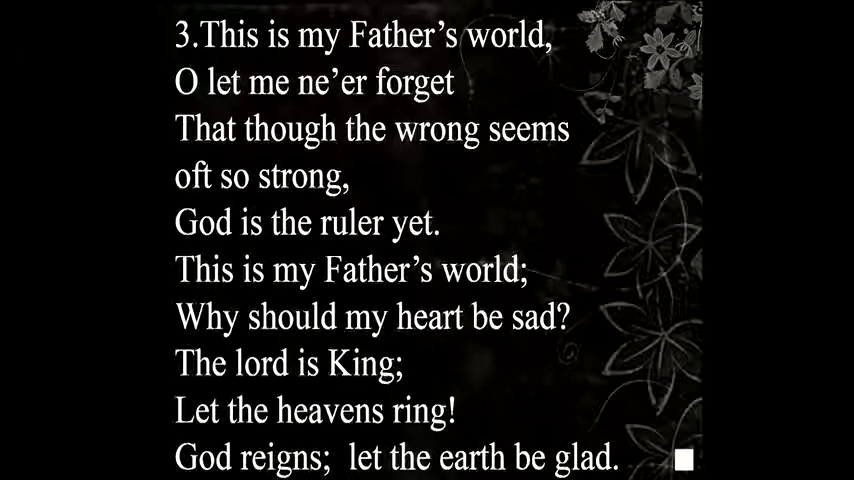 3.This is my Father’s world,
O let me ne’er forget
That though the wrong seems
oft so strong,
God is the ruler yet.
This is my Father’s world;
Why should my heart be sad?
The lord is King;
Let the heavens ring!
God reigns;  let the earth be glad.